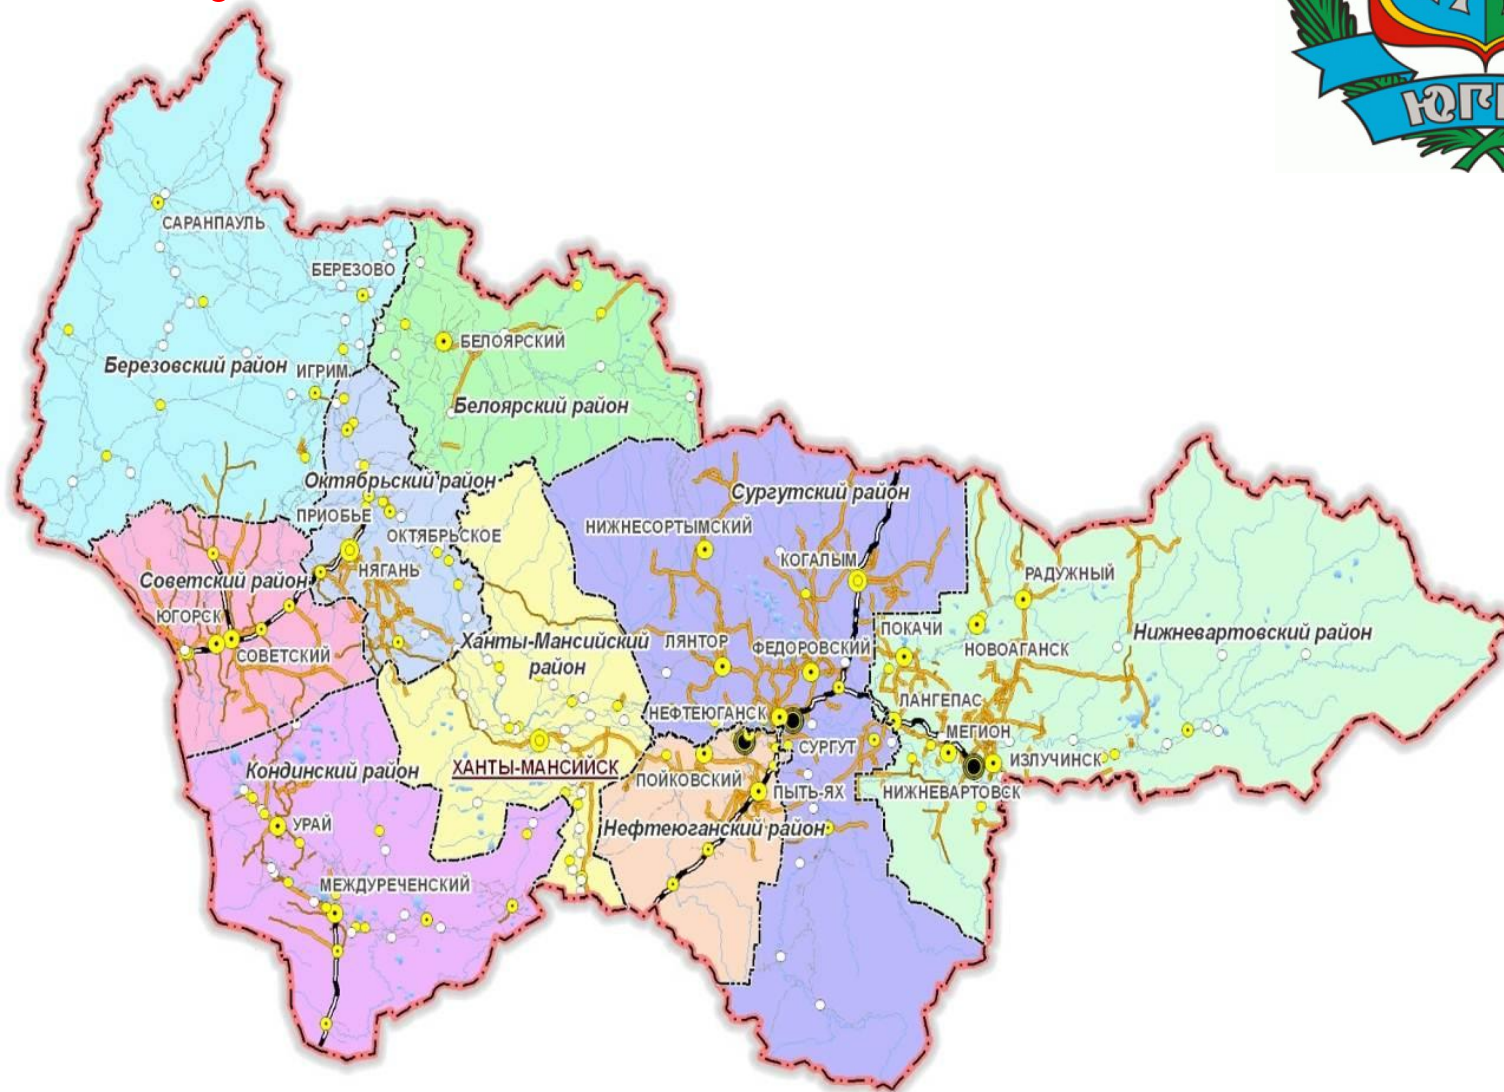 САРАНПАУЛЬ
БЕРЕЗОВО
БЕЛОЯРСКИЙ
Березовский район
ИГРИМ
Белоярский район
Октябрьский район
Сургутский район
ПРИОБЬЕ
ОКТЯБРЬСКОЕ
НИЖНЕСОРТЫМСКИЙ
КОГАЛЫМ
НЯГАНЬ
Советский район
РАДУЖНЫЙ
ЮГОРСК
СОВЕТСКИЙ
Ханты-Мансийский
район
ЛЯНТОР
ФЕДОРОВСКИЙ
ПОКАЧИ
НОВОАГАНСК
Нижневартовский район
ЛАНГЕПАС
НЕФТЕЮГАНСК
МЕГИОН
СУРГУТ
ИЗЛУЧИНСК
Кондинский район
ХАНТЫ-МАНСИЙСК
ПОЙКОВСКИЙ
ПЫТЬ-ЯХ
НИЖНЕВАРТОВСК
УРАЙ
Нефтеюганский район
МЕЖДУРЕЧЕНСКИЙ